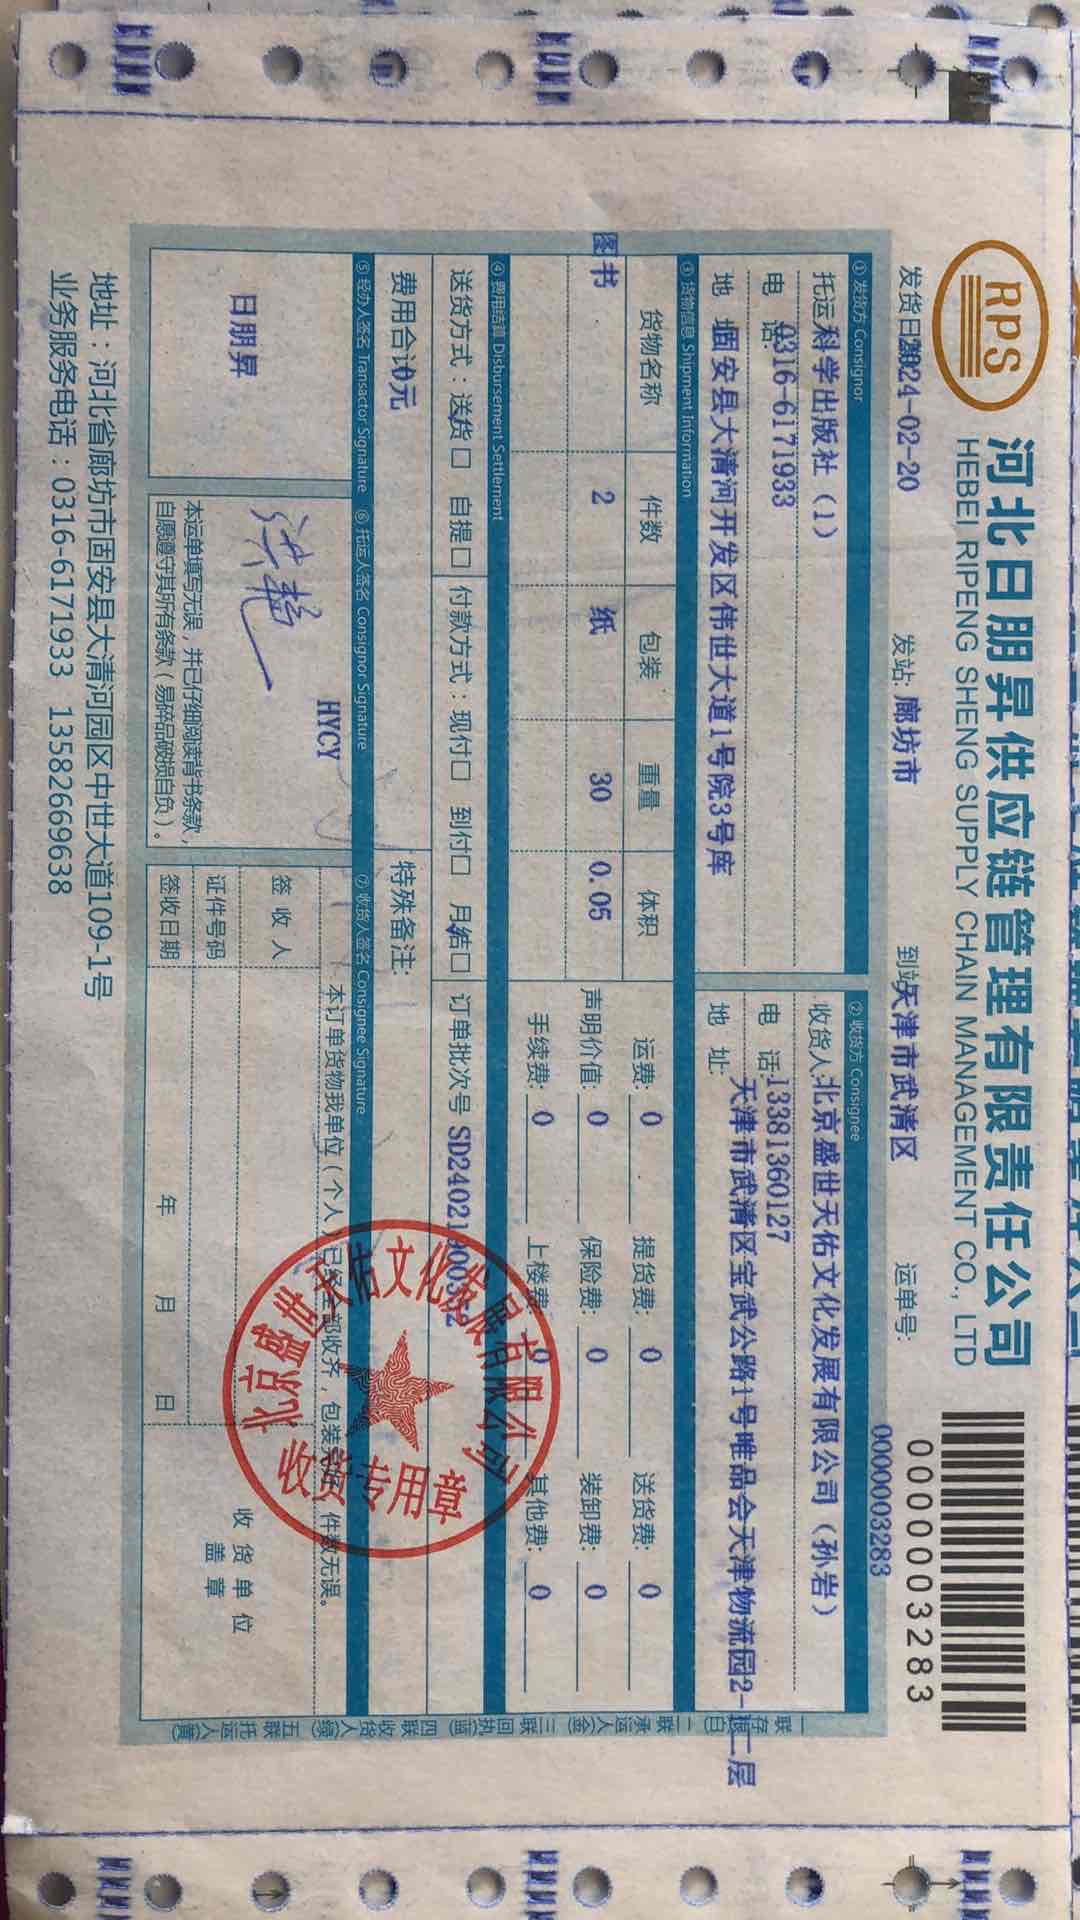 RPS
河北日朋昇供应链管理有限责任公司
HEBEI RIPENG SHENG SUPPLY CHAIN MANAGEMENT CO., LTD
0000003283
000003283
发货日 2024-02-20 发站: 廊坊市 到站 天津市武清区 运单号:
① 发货方 Consignor
托运 科学出版社 (1)
电话: 0316-6171933
地 固安县大清河开发区伟世大道1号院3号库
② 收货方 Consignee
收货人: 北京盛世天佑文化发展有限公司 (孙岩)
电 话: 13381360127
地 址: 天津市武清区宝武公路1号唯品会天津物流园2- 二层
③ 货物信息 Shipment Information
货物名称 件数 包装 重量 体积
图书 2 纸 30 0.05
运费: 0 提货费: 0 送货费: 0
声明价值: 0 保险费: 0 装卸费: 0
手续费: 0 上楼费: 0 其他费: 0
④ 费用结算 Disbursement Settlement
送货方式: 送货□ 自提□ 付款方式: 现付□ 到付□ 月结□ 订单批次号
费用合计 0元 特殊备注:
⑤ 经办人签名 Transactor Signature ⑥ 托运人签名 Consignor Signature ⑦ 收货人签名 Consignee Signature
日朋昇
HYCY
本运单填写无误, 并已仔细阅读背书条款,
自愿遵守其所有条款 (易碎品破损自负)。
本订单货物我单位(个人)已经全部收齐, 包装完好, 件数无误。
签 收 人
证件号码
签收日期 年 月 日
收 货 单 位
盖 章
北京盛世天佑文化发展有限公司
收货专用章
一联存根(白) 二联承运人(金) 三联回执(蓝) 四联收货人(绿) 五联托运人(黄)
地址: 河北省廊坊市固安县大清河园区中世大道109-1号
业务服务电话: 0316-6171933 13582669638